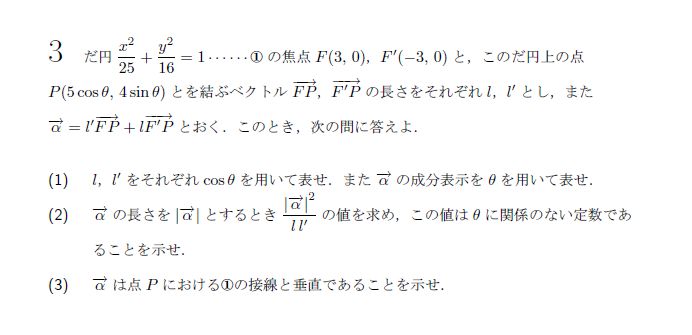 3 だ円 $\dfrac{x^2}{25}+\dfrac{y^2}{16}=1$ ……① の焦点 $F(3,\,0)$，$F'(-3,\,0)$ と，このだ円上の点
$P(5\cos\theta,\,4\sin\theta)$ とを結ぶベクトル $\overrightarrow{FP}$，$\overrightarrow{F'P}$ の長さをそれぞれ $l$，$l'$ とし，また
$\overrightarrow{\alpha}=l'\overrightarrow{FP}+l\overrightarrow{F'P}$ とおく．このとき，次の問に答えよ．
(1) $l$，$l'$ をそれぞれ $\cos\theta$ を用いて表せ．また $\overrightarrow{\alpha}$ の成分表示を $\theta$ を用いて表せ．
(2) $\overrightarrow{\alpha}$ の長さを $|\overrightarrow{\alpha}|$ とするとき $\dfrac{|\overrightarrow{\alpha}|^2}{l\,l'}$ の値を求め，この値は $\theta$ に関係のない定数であ
ることを示せ．
(3) $\overrightarrow{\alpha}$ は点 $P$ における①の接線と垂直であることを示せ．